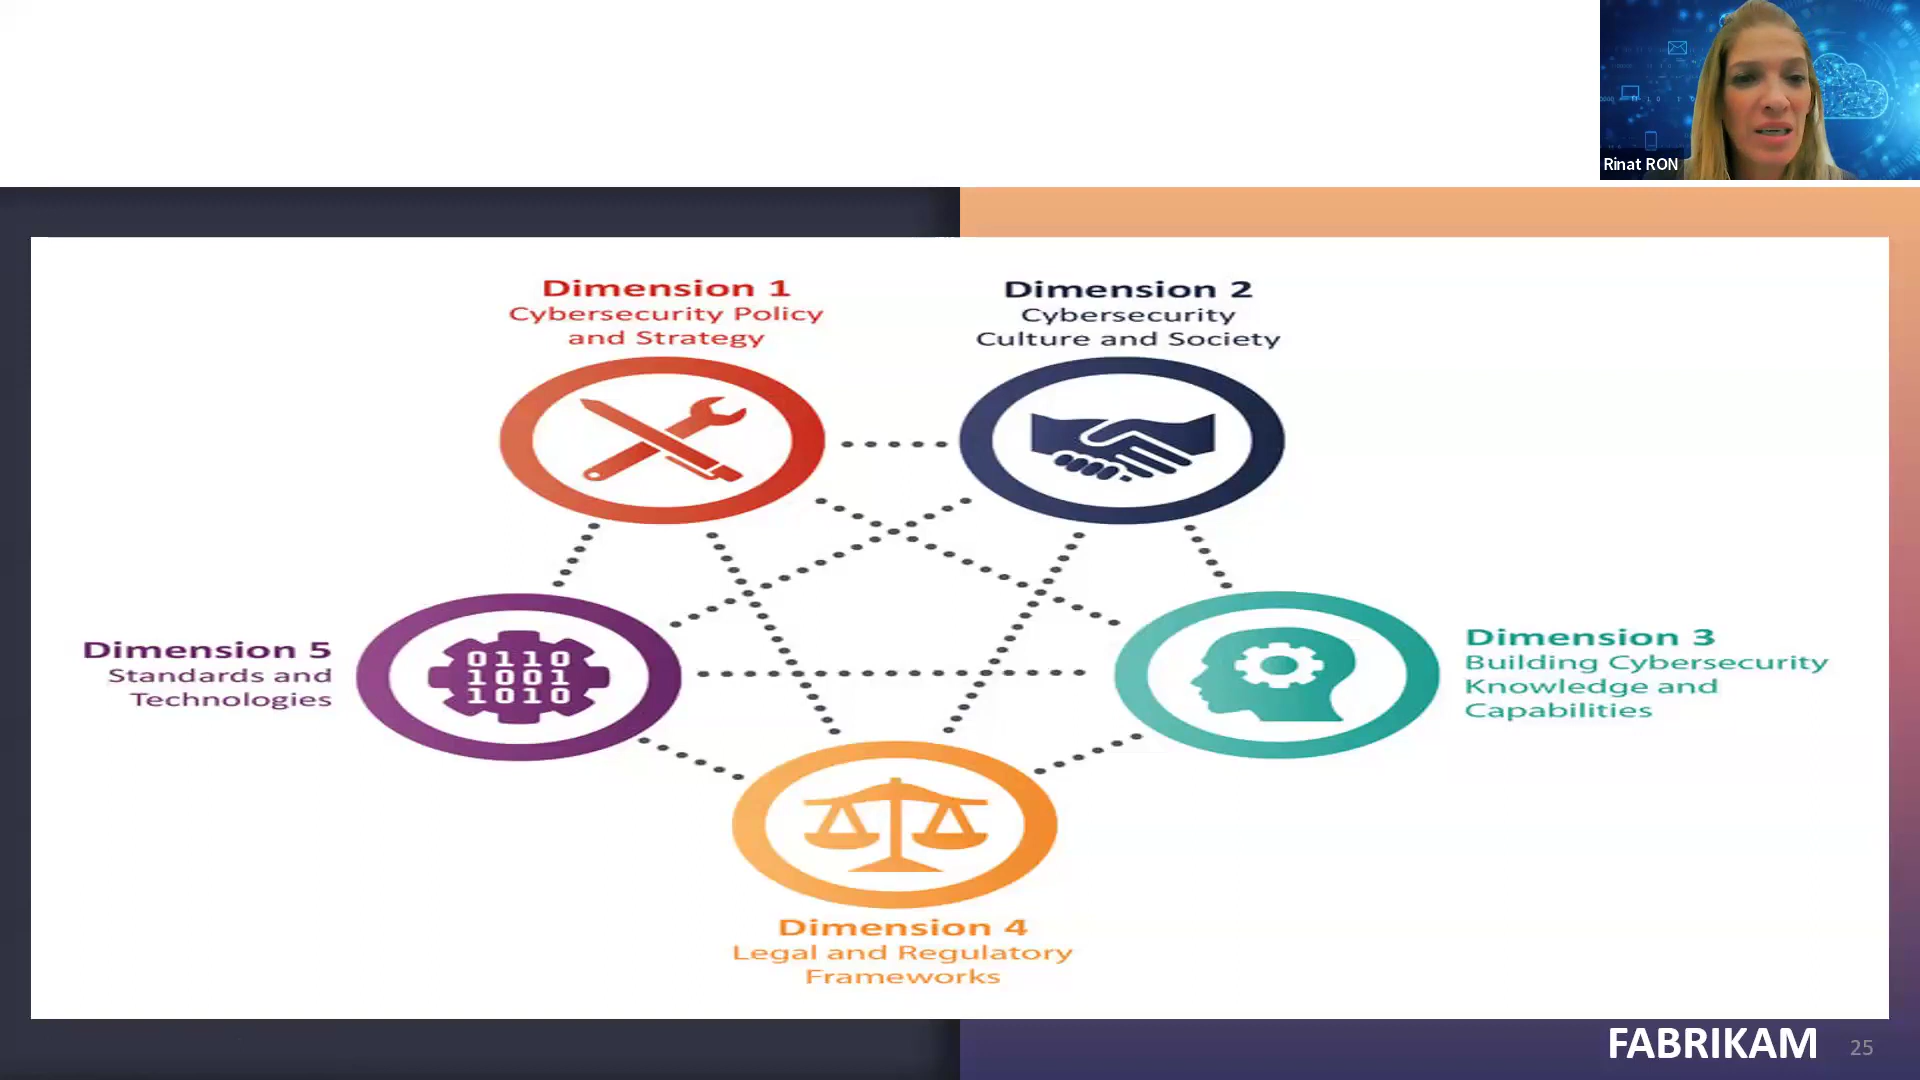 Rinat RON
Dimension 1
Cybersecurity Policy
and Strategy
Dimension 2
Cybersecurity
Culture and Society
Dimension 5
Standards and
Technologies
0110
1001
1010
Dimension 3
Building Cybersecurity
Knowledge and
Capabilities
Dimension 4
Legal and Regulatory
Frameworks
FABRIKAM
25